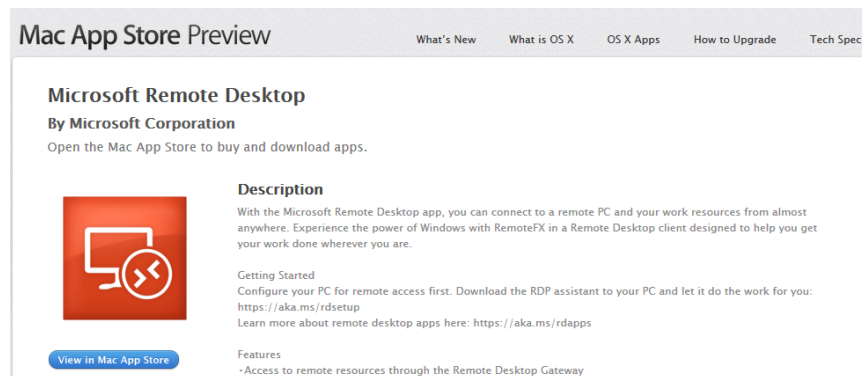 Mac App Store Preview
What's New What is OS X OS X Apps How to Upgrade Tech Spec
Microsoft Remote Desktop
By Microsoft Corporation
Open the Mac App Store to buy and download apps.
Description
With the Microsoft Remote Desktop app, you can connect to a remote PC and your work resources from almost
anywhere. Experience the power of Windows with RemoteFX in a Remote Desktop client designed to help you get
your work done wherever you are.
Getting Started
Configure your PC for remote access first. Download the RDP assistant to your PC and let it do the work for you:
https://aka.ms/rdsetup
Learn more about remote desktop apps here: https://aka.ms/rdapps
View in Mac App Store
Features
-Access to remote resources through the Remote Desktop Gateway